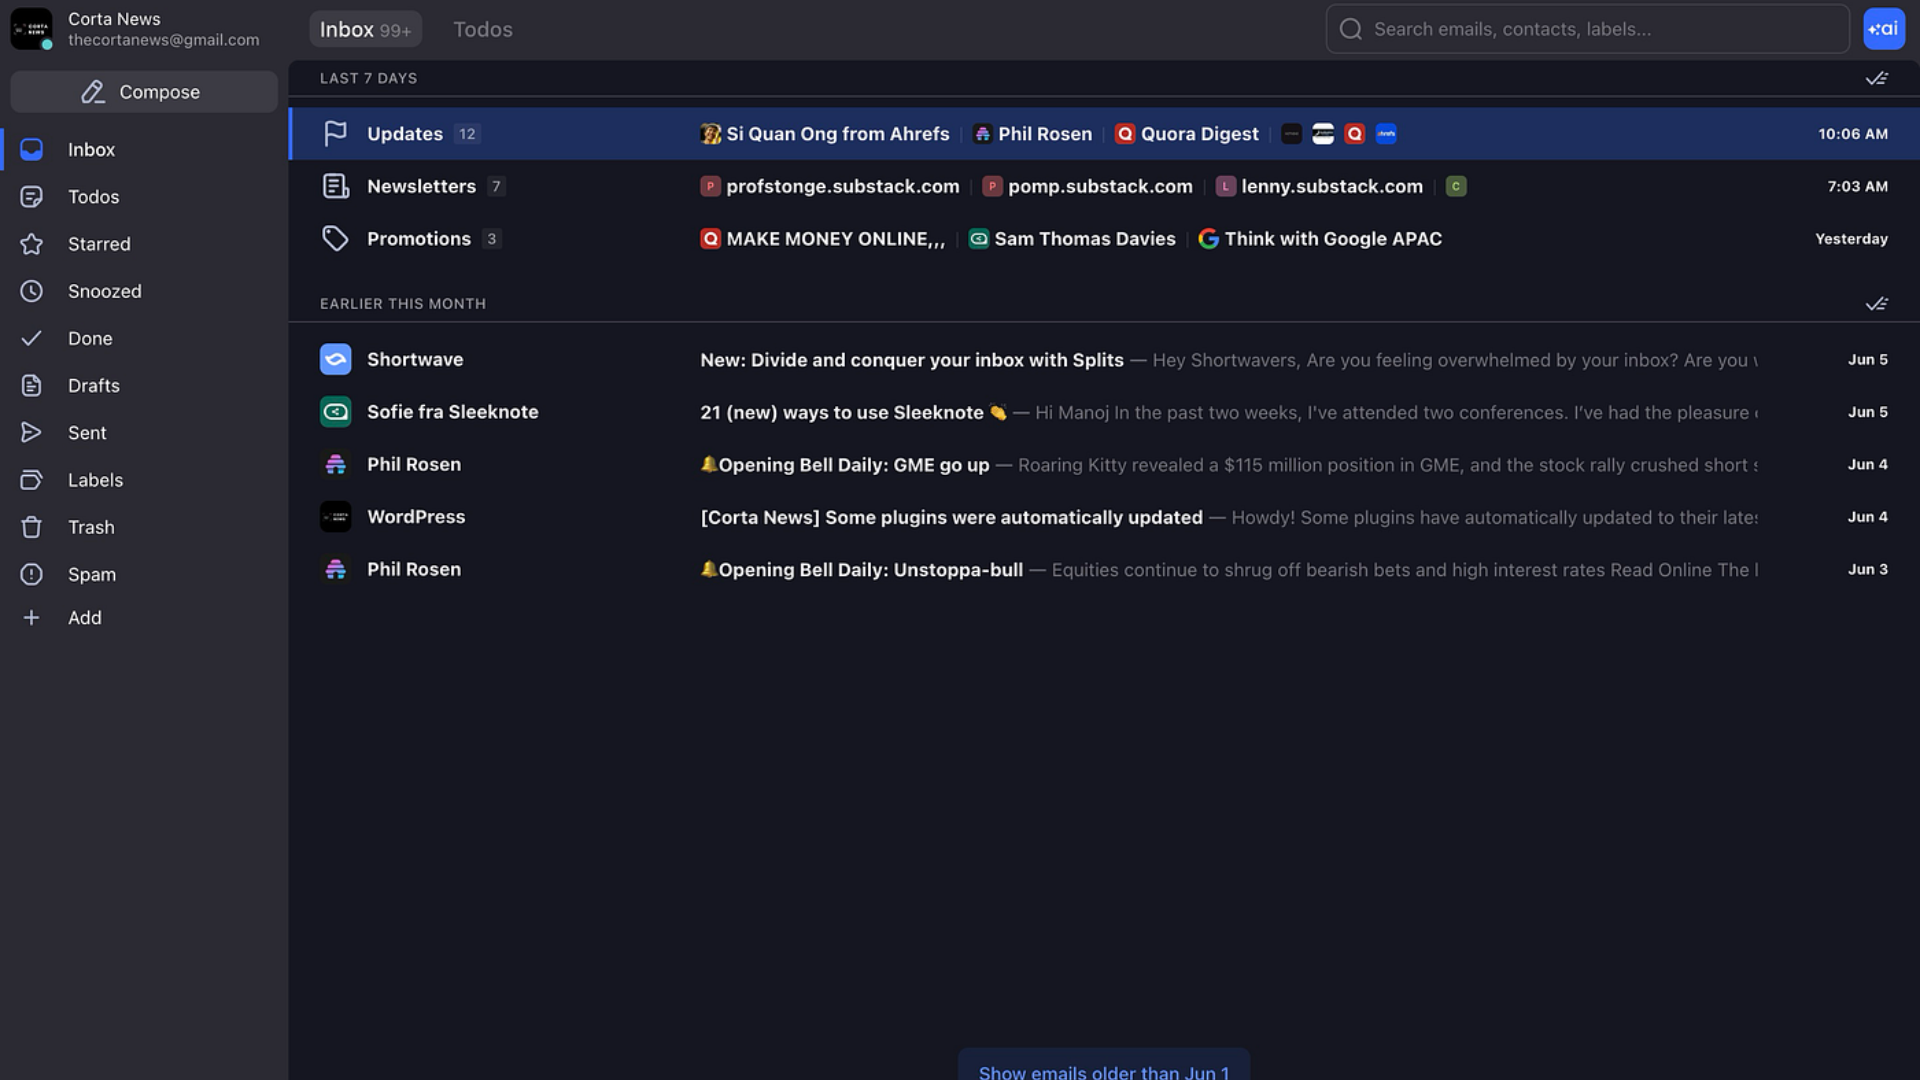 Corta News
thecortanews@gmail.com
Inbox 99+
Todos
Search emails, contacts, labels...
ai
Compose
Inbox
Todos
Starred
Snoozed
Done
Drafts
Sent
Labels
Trash
Spam
Add
LAST 7 DAYS
Updates 12 Si Quan Ong from Ahrefs Phil Rosen Q Quora Digest Q ahrefs 10:06 AM
Newsletters 7 P profstonge.substack.com P pomp.substack.com L lenny.substack.com C 7:03 AM
Promotions 3 Q MAKE MONEY ONLINE,,, Sam Thomas Davies G Think with Google APAC Yesterday
EARLIER THIS MONTH
Shortwave New: Divide and conquer your inbox with Splits — Hey Shortwavers, Are you feeling overwhelmed by your inbox? Are you Jun 5
Sofie fra Sleeknote 21 (new) ways to use Sleeknote 👏 — Hi Manoj In the past two weeks, I've attended two conferences. I've had the pleasure Jun 5
Phil Rosen 🔔Opening Bell Daily: GME go up — Roaring Kitty revealed a $115 million position in GME, and the stock rally crushed short Jun 4
CORTA NEWS WordPress [Corta News] Some plugins were automatically updated — Howdy! Some plugins have automatically updated to their lates Jun 4
Phil Rosen 🔔Opening Bell Daily: Unstoppa-bull — Equities continue to shrug off bearish bets and high interest rates Read Online The Jun 3
Show emails older than Jun 1